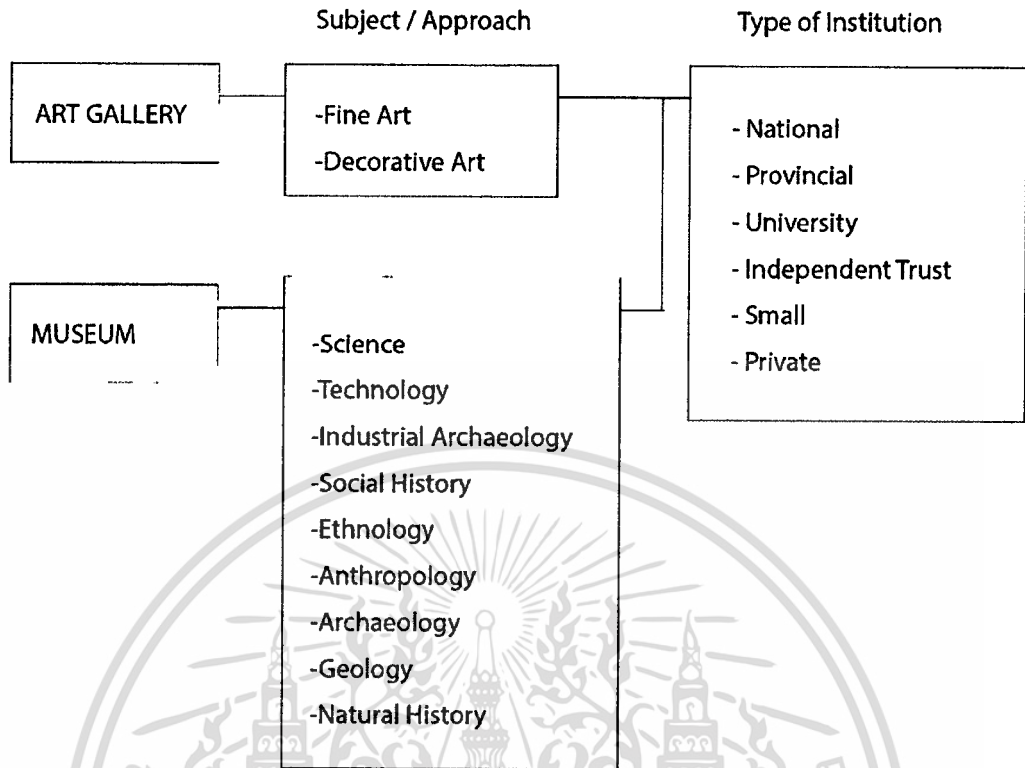 Subject / Approach
Type of Institution
ART GALLERY
-Fine Art
-Decorative Art
- National
- Provincial
- University
- Independent Trust
- Small
- Private
MUSEUM
-Science
-Technology
-Industrial Archaeology
-Social History
-Ethnology
-Anthropology
-Archaeology
-Geology
-Natural History